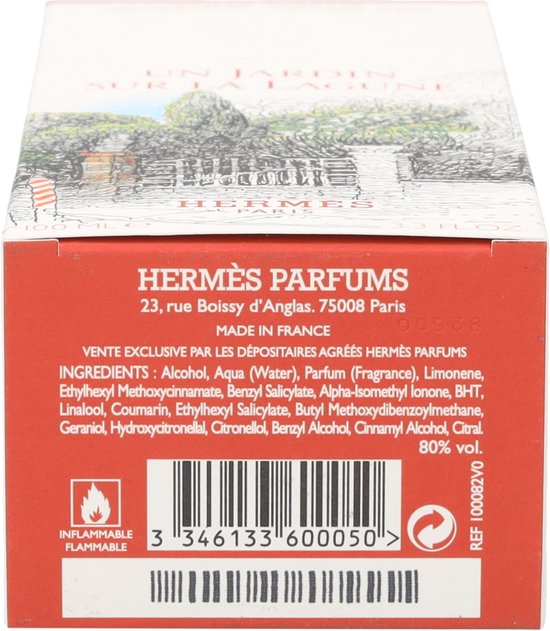 UN JARDIN
SUR LA LAGUNE
HERMÈS
PARIS
100 ML ℮ 3.3 FL.OZ
HERMÈS PARFUMS
23, rue Boissy d'Anglas. 75008 Paris
MADE IN FRANCE
VENTE EXCLUSIVE PAR LES DÉPOSITAIRES AGRÉÉS HERMÈS PARFUMS
INGREDIENTS : Alcohol, Aqua (Water), Parfum (Fragrance), Limonene,
Ethylhexyl Methoxycinnamate, Benzyl Salicylate, Alpha-Isomethyl Ionone, BHT,
Linalool, Coumarin, Ethylhexyl Salicylate, Butyl Methoxydibenzoylmethane,
Geraniol, Hydroxycitronellal, Citronellol, Benzyl Alcohol, Cinnamyl Alcohol, Citral.
80% vol.
INFLAMMABLE
FLAMMABLE
3 346133 600050 >
REF 100082V0